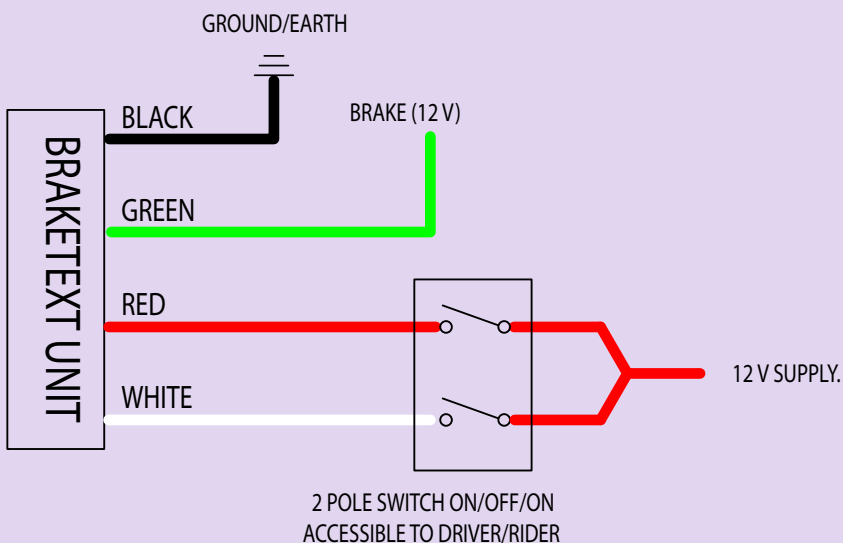 GROUND/EARTH
BLACK
BRAKE (12 V)
BRAKETEXT UNIT
GREEN
RED
12 V SUPPLY.
WHITE
2 POLE SWITCH ON/OFF/ON
ACCESSIBLE TO DRIVER/RIDER